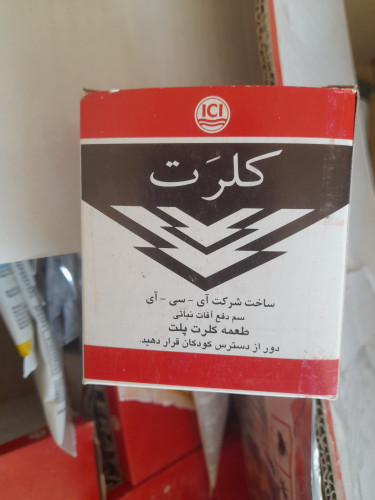 ICI
کلرَت
ساخت شرکت آی - سی - آی
سم دفع آفات نباتی
طعمه کلرت پلت
دور از دسترس کودکان قرار دهید.